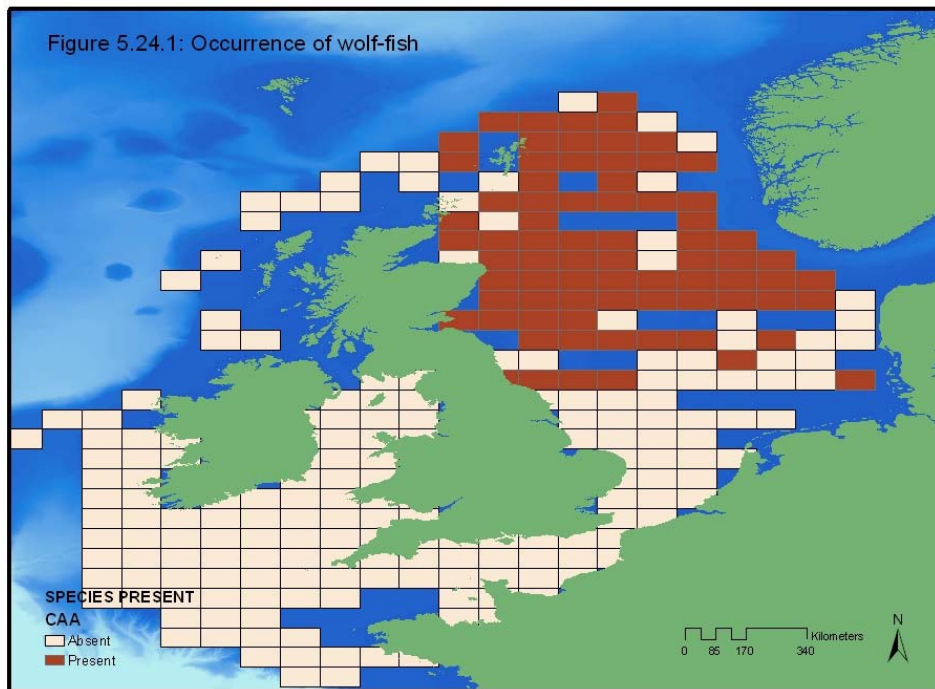 Figure 5.24.1: Occurrence of wolf-fish
SPECIES PRESENT
CAA
Absent
Present
N
Kilometers
0 85 170 340